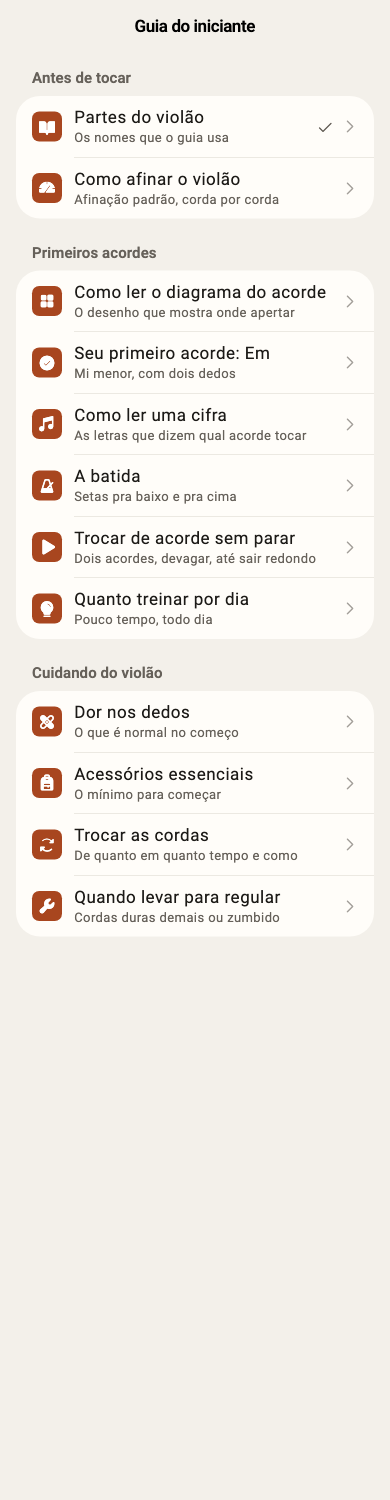 Guia do iniciante
Antes de tocar
Partes do violão
Os nomes que o guia usa
Como afinar o violão
Afinação padrão, corda por corda
Primeiros acordes
Como ler o diagrama do acorde
O desenho que mostra onde apertar
Seu primeiro acorde: Em
Mi menor, com dois dedos
Como ler uma cifra
As letras que dizem qual acorde tocar
A batida
Setas pra baixo e pra cima
Trocar de acorde sem parar
Dois acordes, devagar, até sair redondo
Quanto treinar por dia
Pouco tempo, todo dia
Cuidando do violão
Dor nos dedos
O que é normal no começo
Acessórios essenciais
O mínimo para começar
Trocar as cordas
De quanto em quanto tempo e como
Quando levar para regular
Cordas duras demais ou zumbido